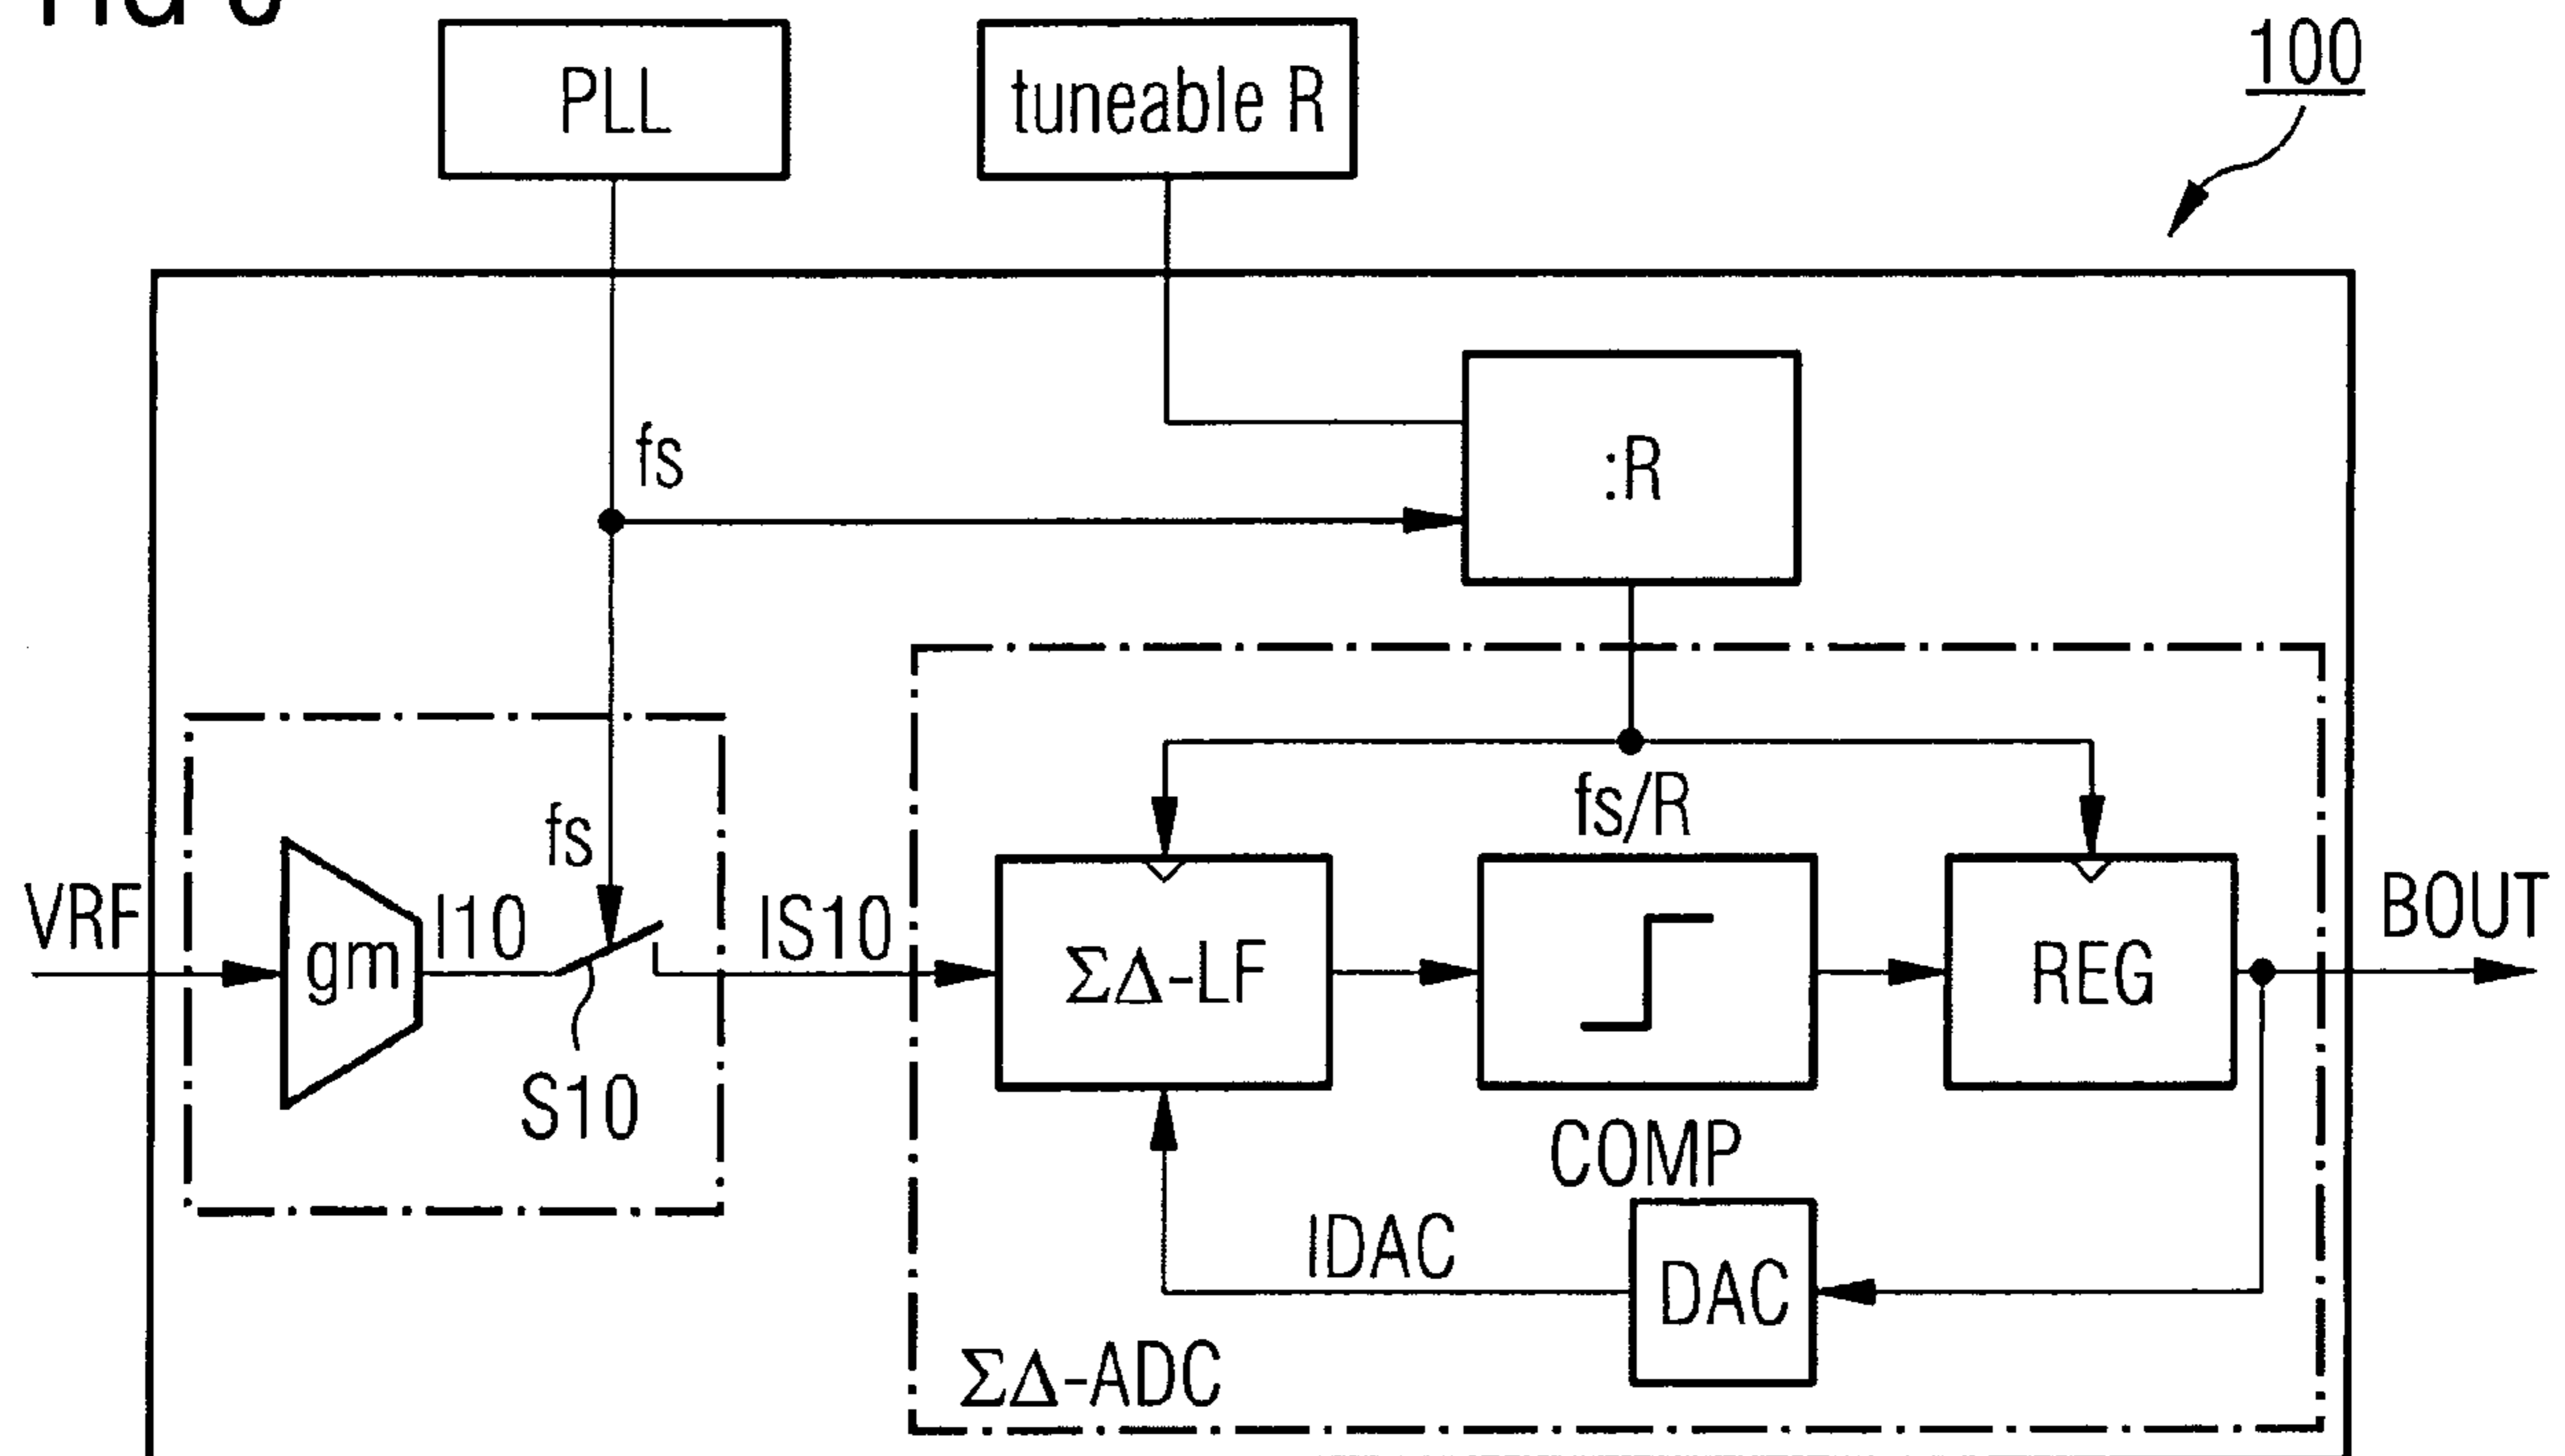 PLL
tuneable R
100
fs
:R
fs/R
fs
VRF
gm
I10
S10
IS10
ΣΔ-LF
COMP
REG
BOUT
IDAC
DAC
ΣΔ-ADC